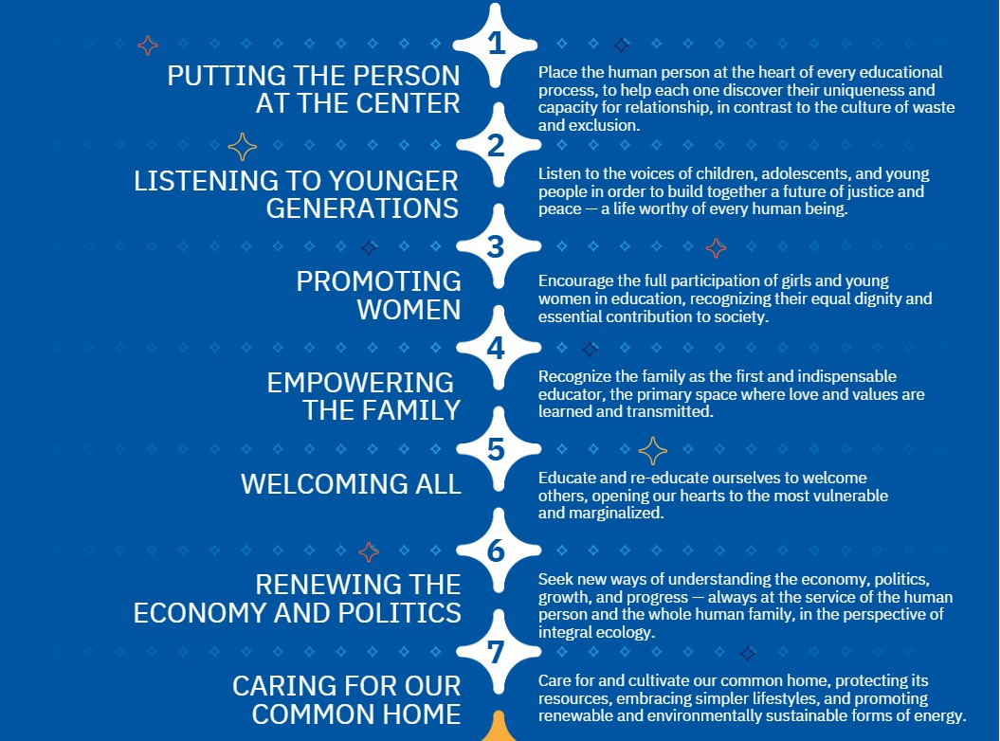 1
PUTTING THE PERSON
AT THE CENTER
Place the human person at the heart of every educational
process, to help each one discover their uniqueness and
capacity for relationship, in contrast to the culture of waste
and exclusion.
2
LISTENING TO YOUNGER
GENERATIONS
Listen to the voices of children, adolescents, and young
people in order to build together a future of justice and
peace — a life worthy of every human being.
3
PROMOTING
WOMEN
Encourage the full participation of girls and young
women in education, recognizing their equal dignity and
essential contribution to society.
4
EMPOWERING
THE FAMILY
Recognize the family as the first and indispensable
educator, the primary space where love and values are
learned and transmitted.
5
WELCOMING ALL
Educate and re-educate ourselves to welcome
others, opening our hearts to the most vulnerable
and marginalized.
6
RENEWING THE
ECONOMY AND POLITICS
Seek new ways of understanding the economy, politics,
growth, and progress — always at the service of the human
person and the whole human family, in the perspective of
integral ecology.
7
CARING FOR OUR
COMMON HOME
Care for and cultivate our common home, protecting its
resources, embracing simpler lifestyles, and promoting
renewable and environmentally sustainable forms of energy.